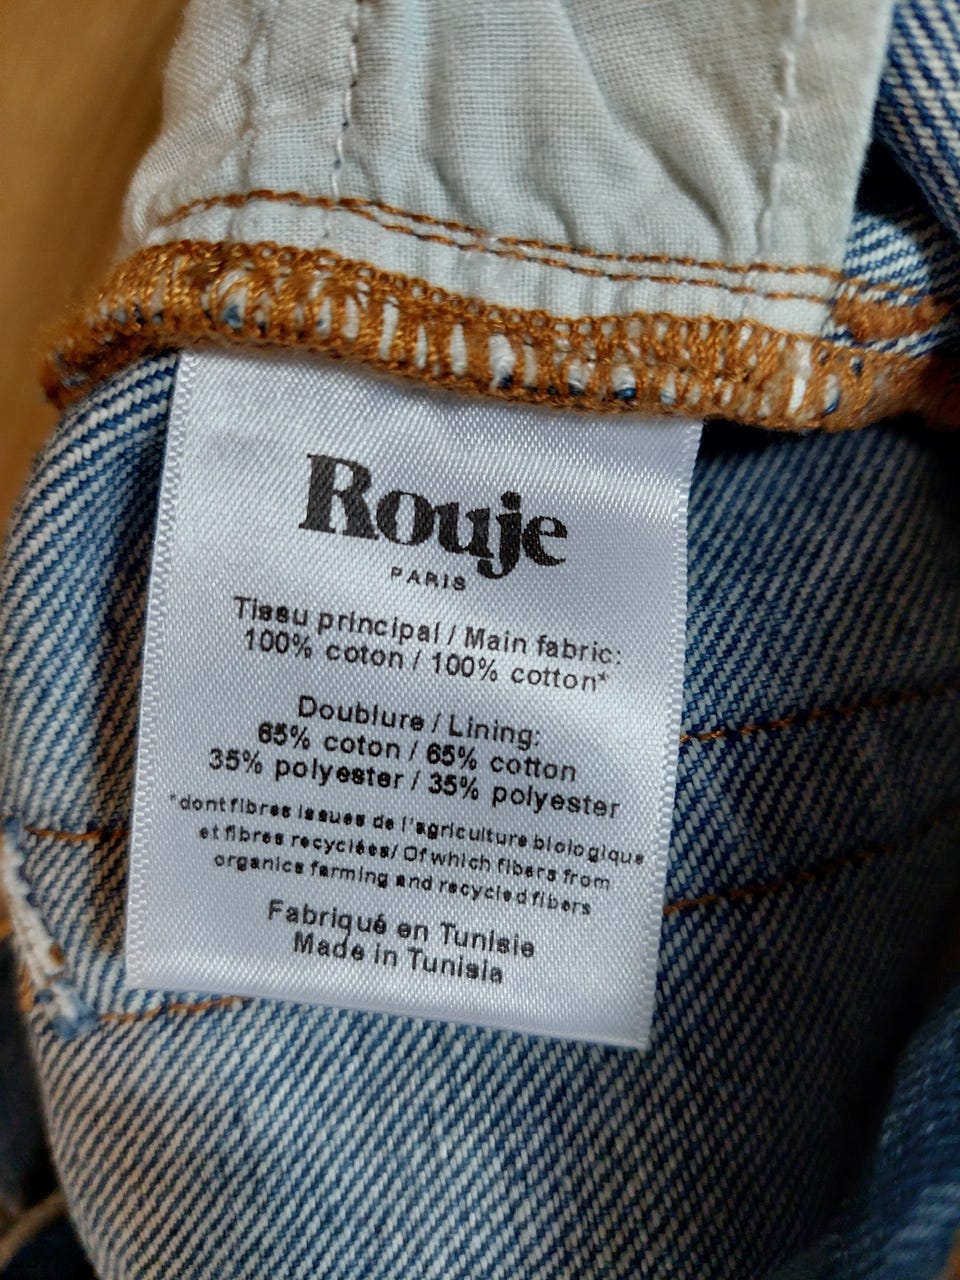 Rouje
PARIS
Tissu principal / Main fabric:
100% coton / 100% cotton*
Doublure / Lining:
65% coton / 65% cotton
35% polyester / 35% polyester
*dont fibres issues de l'agriculture biologique
et fibres recyclées/ Of which fibers from
organics farming and recycled fibers
Fabriqué en Tunisie
Made in Tunisia